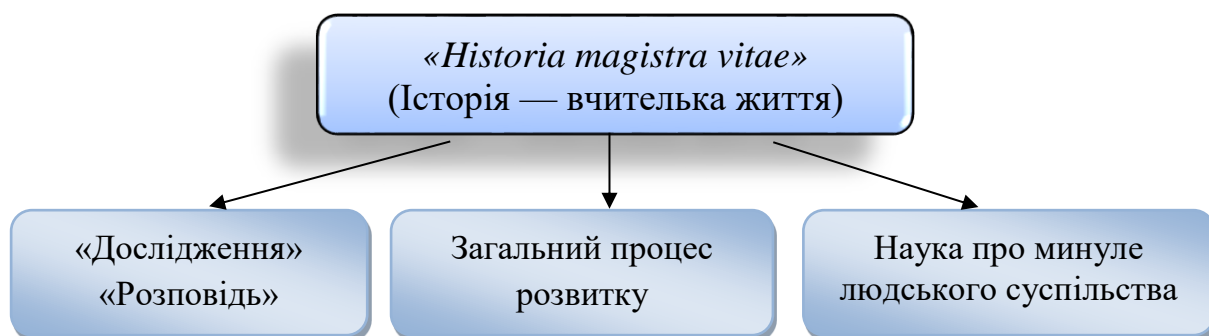 «Historia magistra vitae»
(Історія — вчителька життя)
«Дослідження»
«Розповідь»
Загальний процес
розвитку
Наука про минуле
людського суспільства